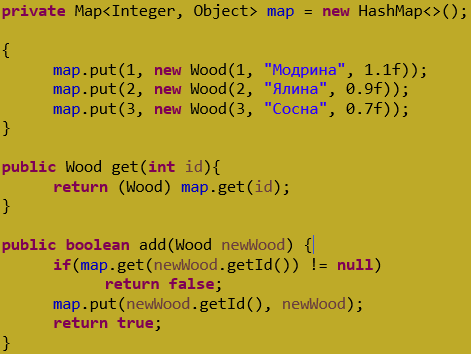 private Map<Integer, Object> map = new HashMap<>();
{
map.put(1, new Wood(1, "Модрина", 1.1f));
map.put(2, new Wood(2, "Ялина", 0.9f));
map.put(3, new Wood(3, "Сосна", 0.7f));
}
public Wood get(int id){
return (Wood) map.get(id);
}
public boolean add(Wood newWood) {
if(map.get(newWood.getId()) != null)
return false;
map.put(newWood.getId(), newWood);
return true;
}